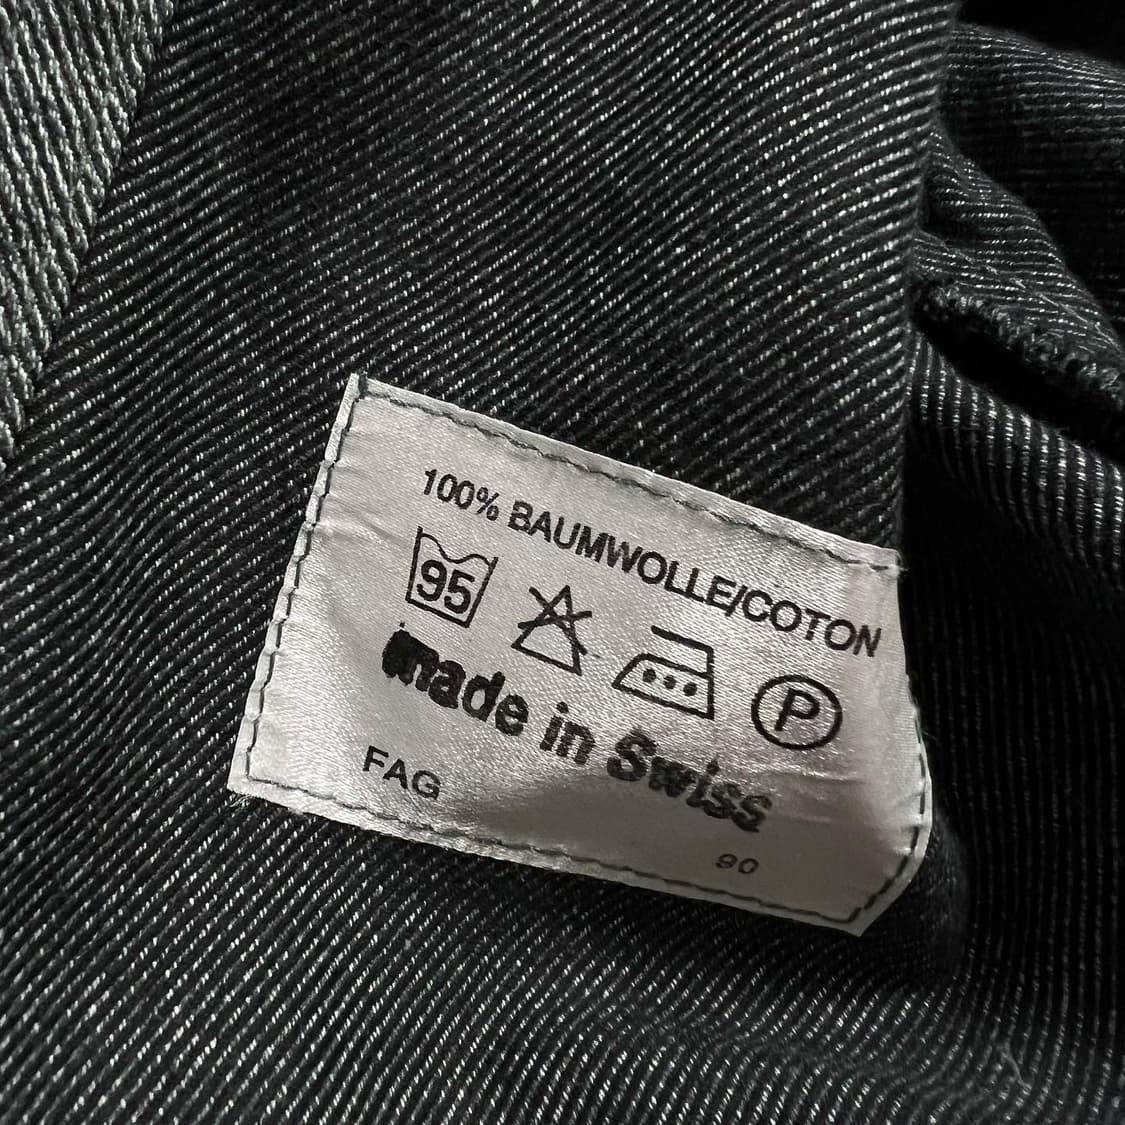 100% BAUMWOLLE/COTON
95
P
made in Swiss
FAG
90